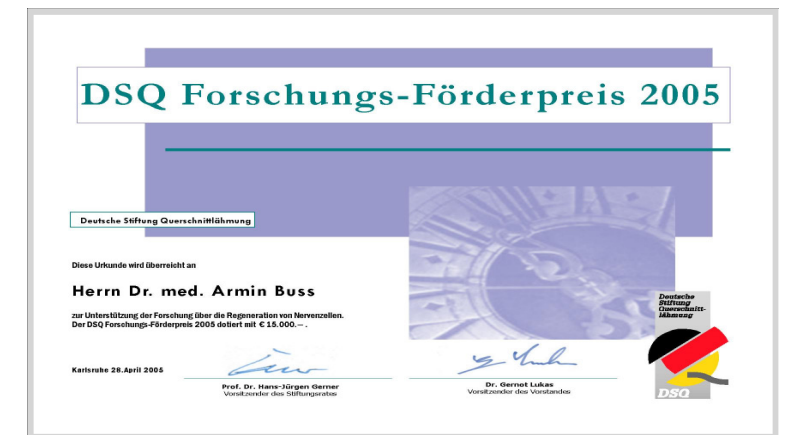 DSQ Forschungs-Förderpreis 2005
Deutsche Stiftung Querschnittlähmung
Diese Urkunde wird überreicht an
Herrn Dr. med. Armin Buss
zur Unterstützung der Forschung über die Regeneration von Nervenzellen.
Der DSQ Forschungs-Förderpreis 2005 dotiert mit € 15.000.– .
Karlsruhe 28.April 2005
Prof. Dr. Hans-Jürgen Gerner
Vorsitzender des Stiftungsrates
Dr. Gernot Lukas
Vorsitzender des Vorstandes
Deutsche
Stiftung
Querschnitt-
lähmung
DSQ